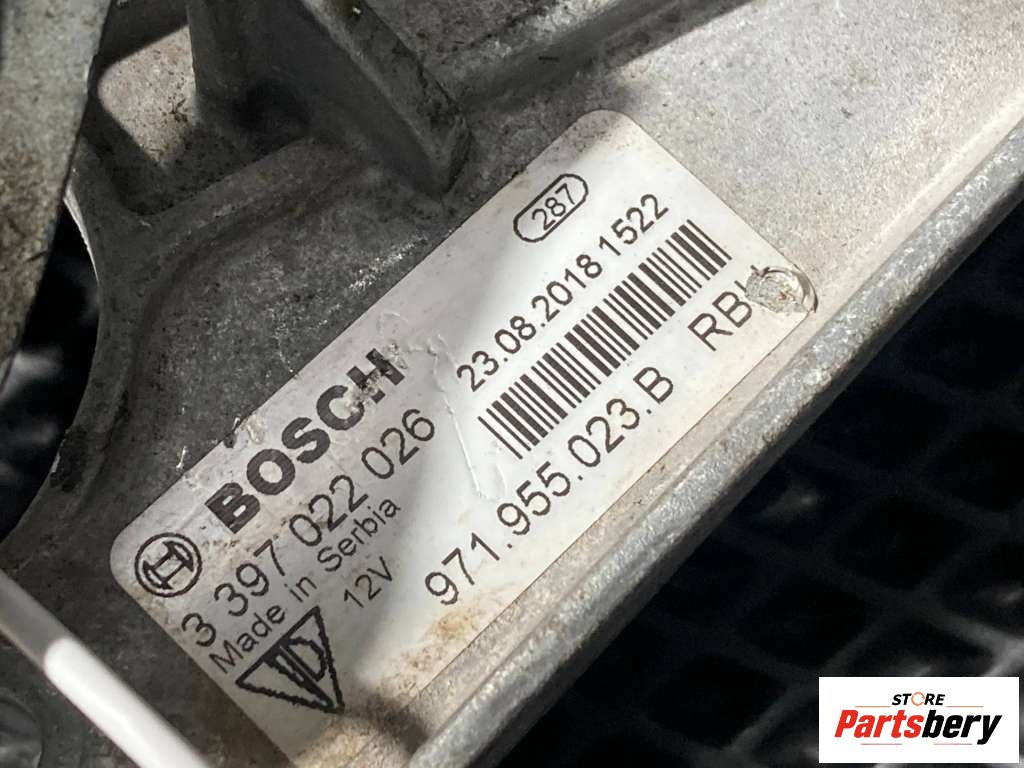 287
BOSCH
23.08.2018 1522
3 397 022 026
Made in Serbia
12V
971.955.023.B
STORE
Partsbery